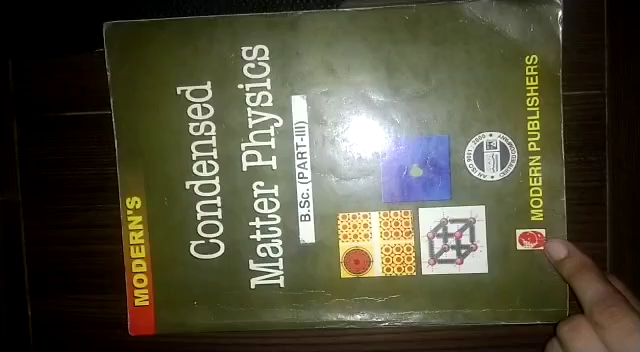 MODERN'S
Condensed
Matter Physics
B.Sc. (PART-III)
MODERN PUBLISHERS